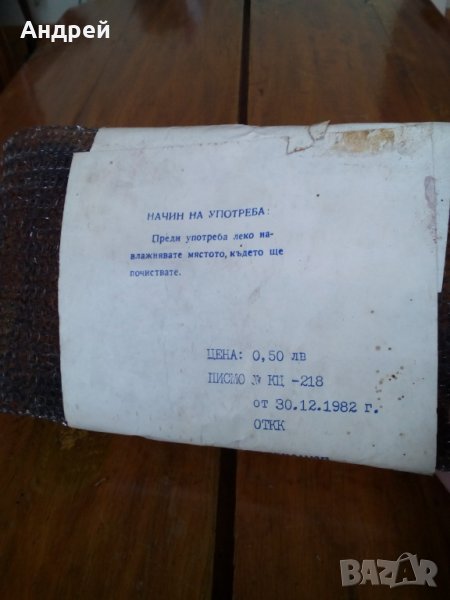 Андрей
НАЧИН НА УПОТРЕБА:
Преди употреба леко на-
влажнявате мястото, където ще
почиствате.
ЦЕНА: 0,50 лв
ПИСМО № КЦ -218
от 30.12.1982 г.
ОТКК
BAZAR